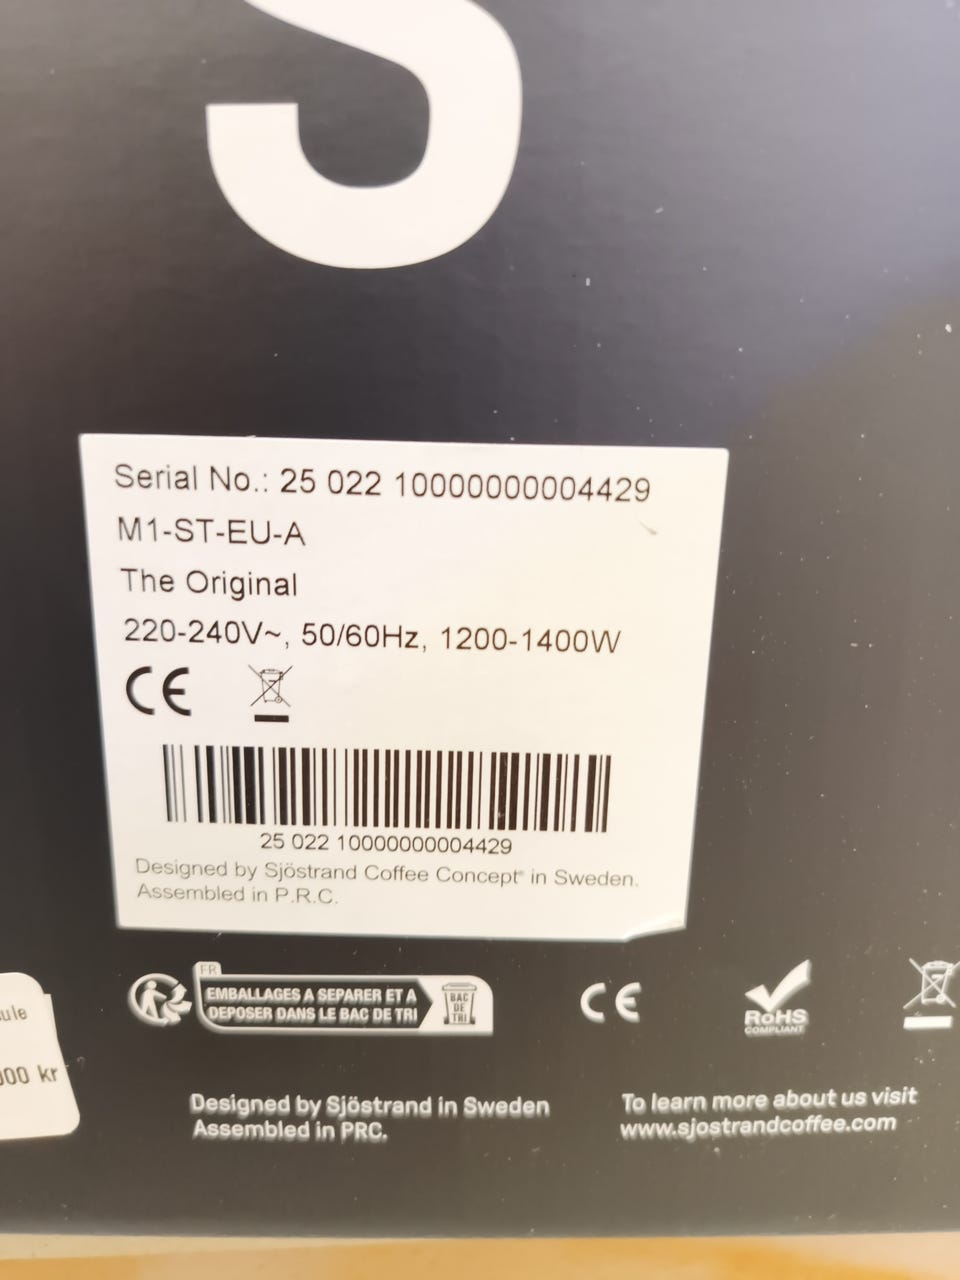 S
Serial No.: 25 022 10000000004429
M1-ST-EU-A
The Original
220-240V~, 50/60Hz, 1200-1400W
CE
25 022 10000000004429
Designed by Sjöstrand Coffee Concept® in Sweden.
Assembled in P.R.C.
FR
EMBALLAGES A SEPARER ET A
DEPOSER DANS LE BAC DE TRI
BAC
DE
TRI
CE
RoHS
COMPLIANT
ule
000 kr
Designed by Sjöstrand in Sweden
Assembled in PRC.
To learn more about us visit
www.sjostrandcoffee.com